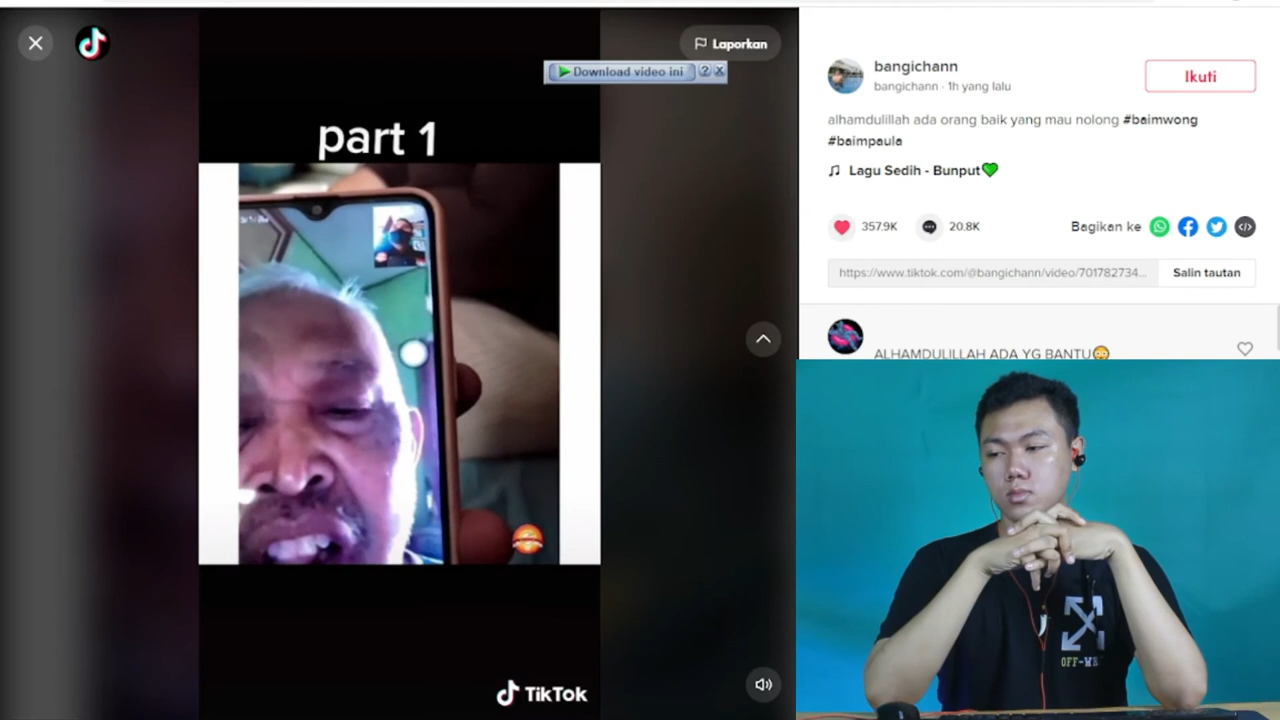 Laporkan
Download video ini
part 1
TikTok
bangichann
bangichann · 1h yang lalu
Ikuti
alhamdulillah ada orang baik yang mau nolong #baimwong
#baimpaula
Lagu Sedih - Bunput💚
357.9K
20.8K
Bagikan ke
https://www.tiktok.com/@bangichann/video/701782734...
Salin tautan
ALHAMDULILLAH ADA YG BANTU😳
OFF-WH